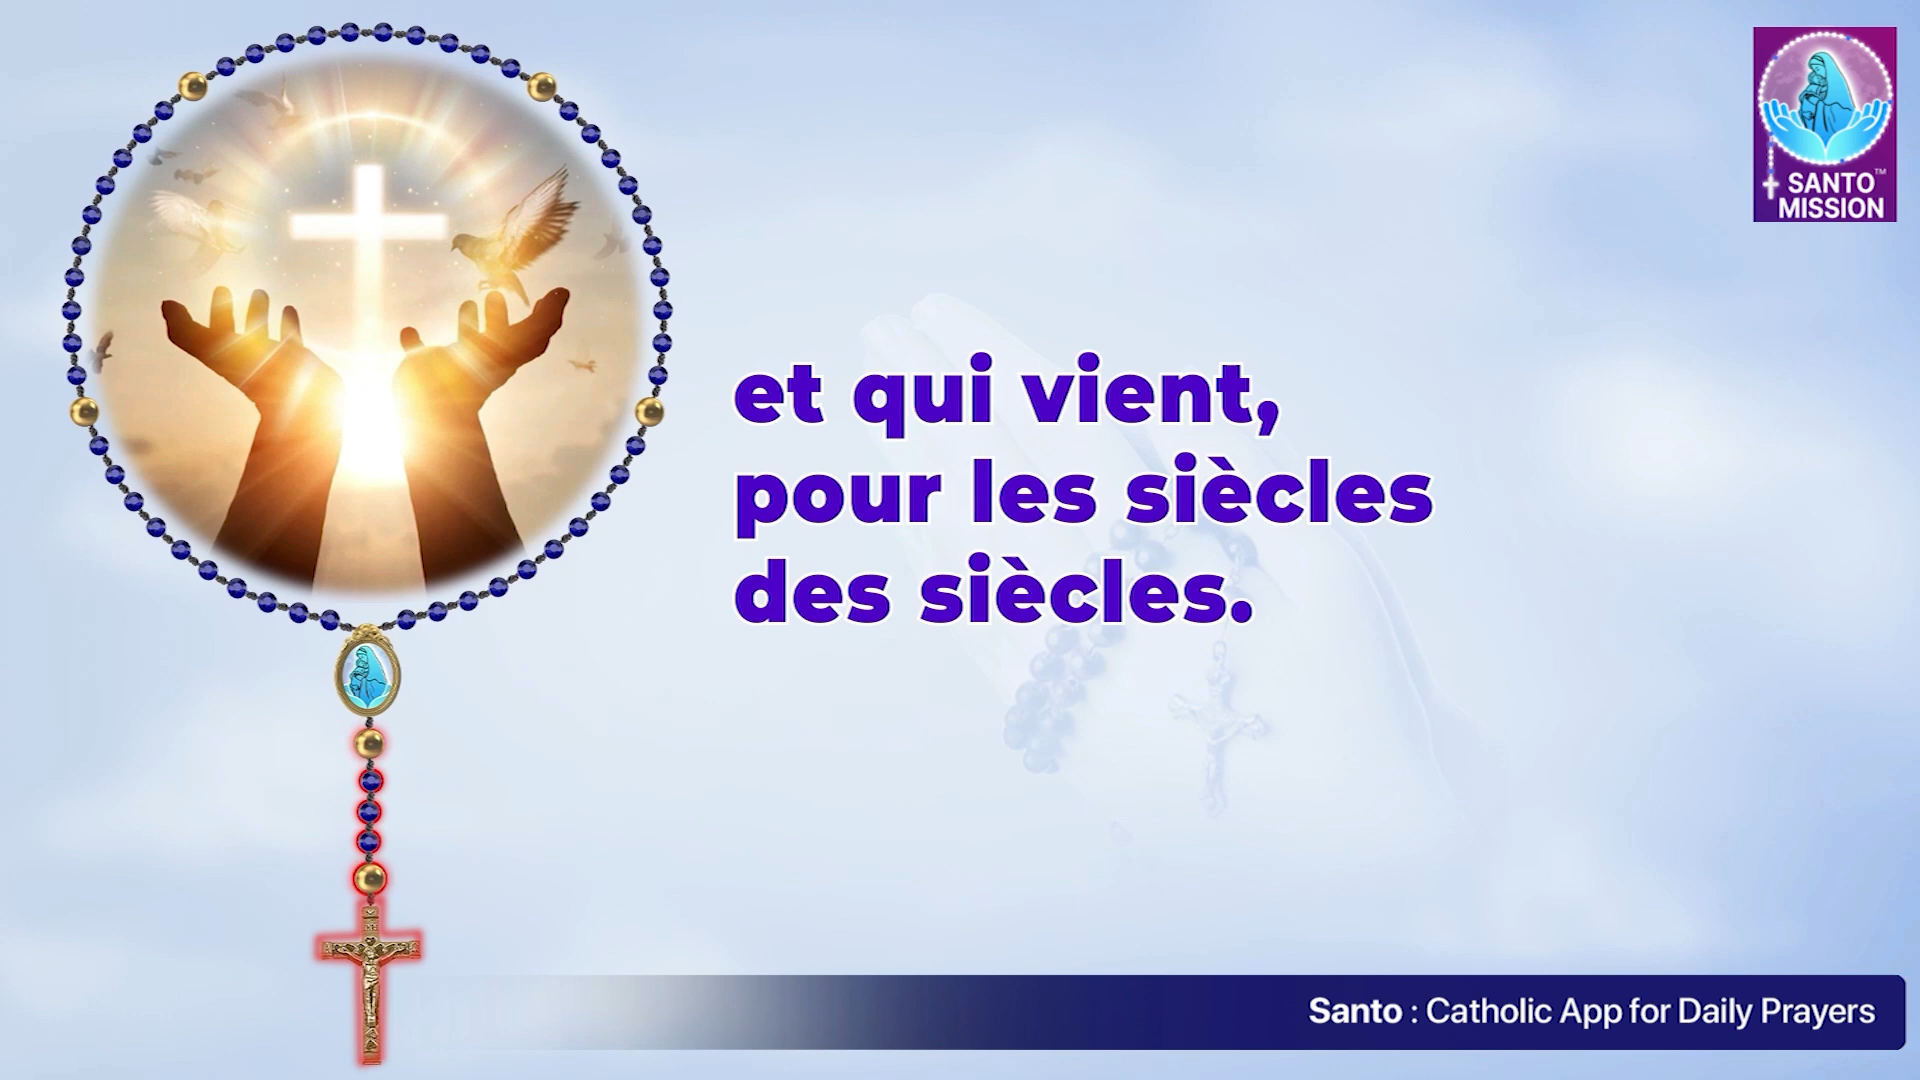 SANTO™
MISSION
et qui vient,
pour les siècles
des siècles.
Santo : Catholic App for Daily Prayers